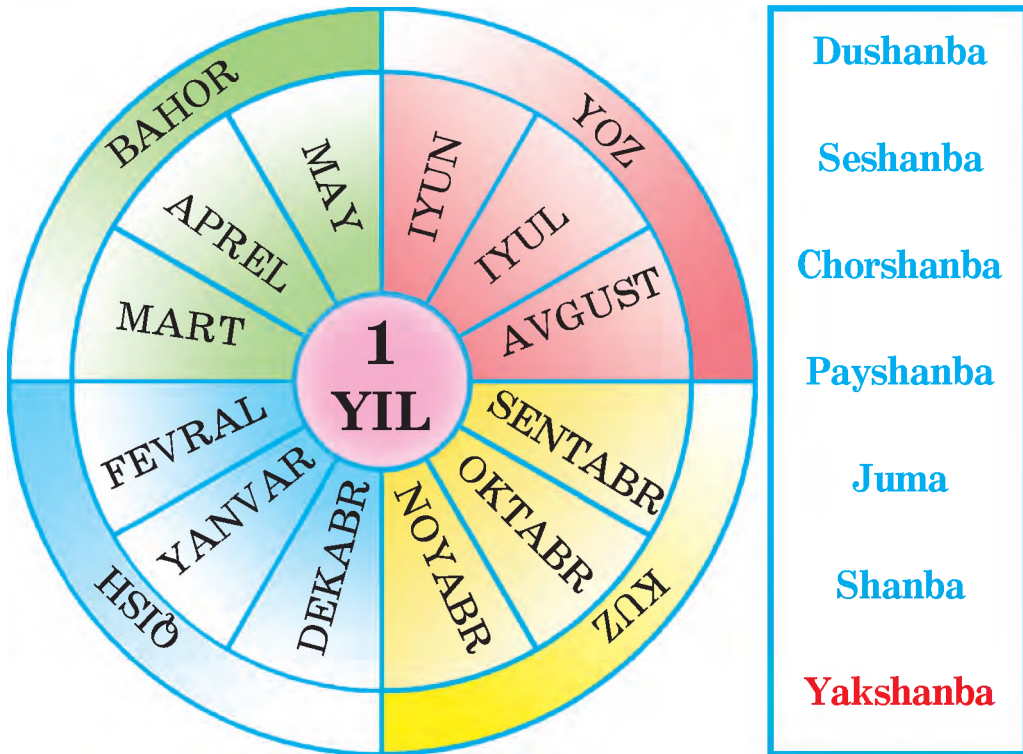 BAHOR
YOZ
MART
APREL
MAY
IYUN
IYUL
AVGUST
1
YIL
FEVRAL
YANVAR
DEKABR
NOYABR
OKTABR
SENTABR
QISH
KUZ
Dushanba
Seshanba
Chorshanba
Payshanba
Juma
Shanba
Yakshanba